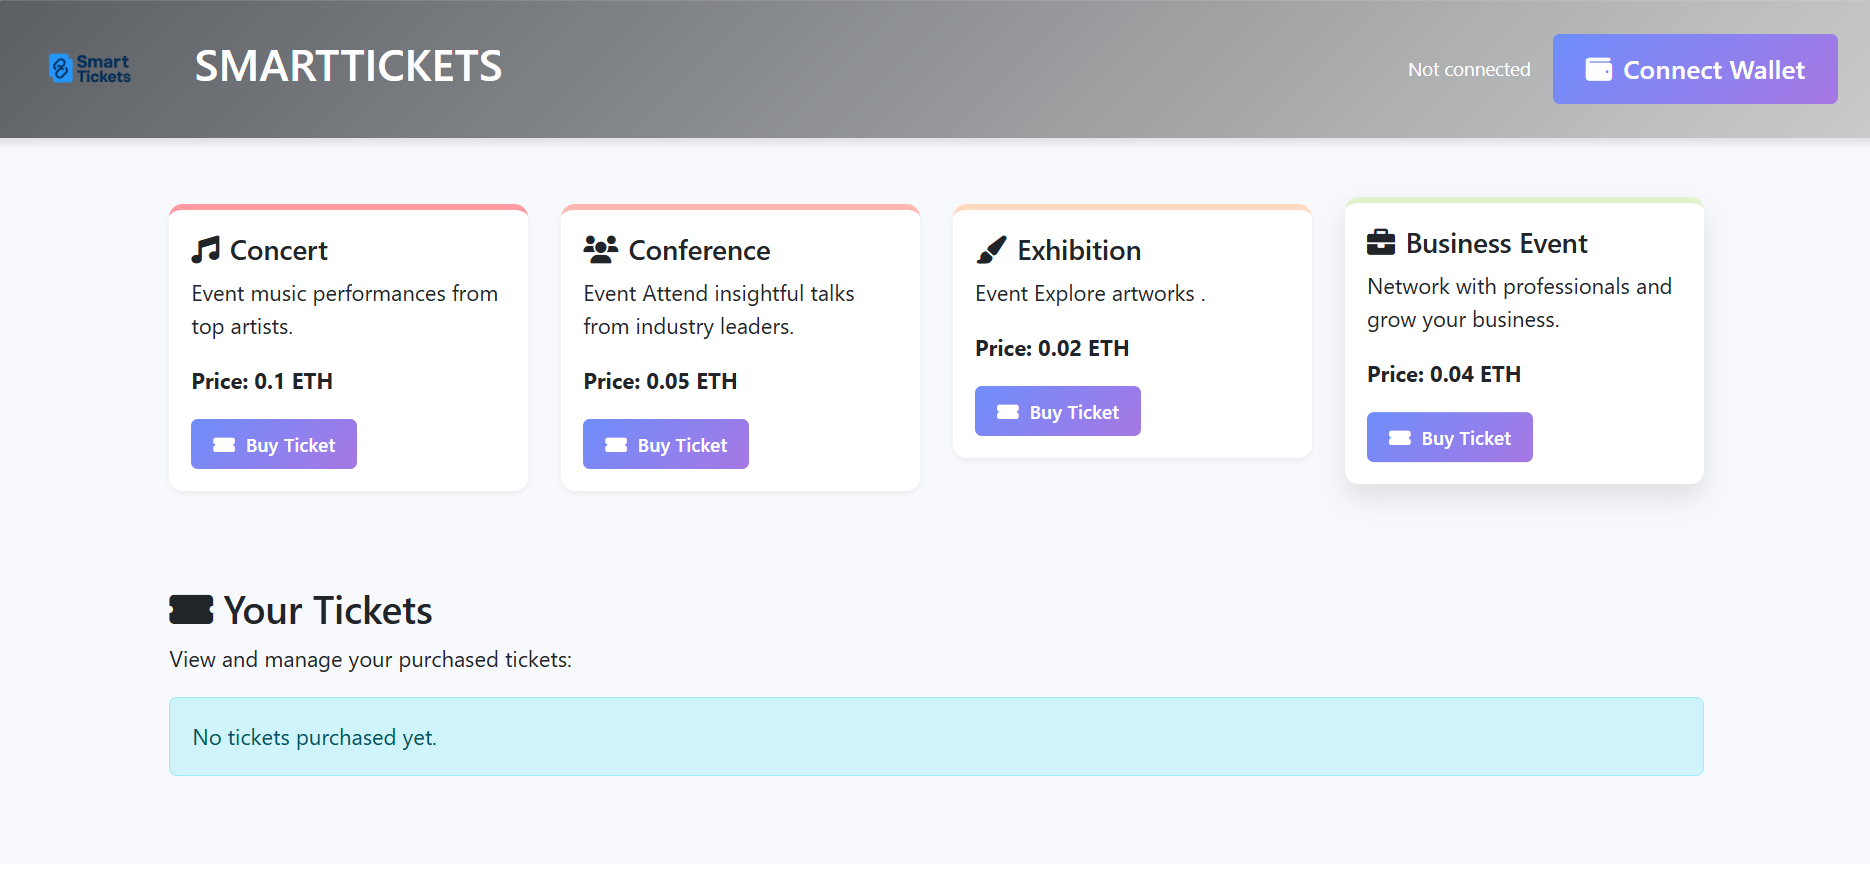 Smart
Tickets
SMARTTICKETS
Not connected
Connect Wallet
Concert
Event music performances from
top artists.
Price: 0.1 ETH
Buy Ticket
Conference
Event Attend insightful talks
from industry leaders.
Price: 0.05 ETH
Buy Ticket
Exhibition
Event Explore artworks .
Price: 0.02 ETH
Buy Ticket
Business Event
Network with professionals and
grow your business.
Price: 0.04 ETH
Buy Ticket
Your Tickets
View and manage your purchased tickets:
No tickets purchased yet.